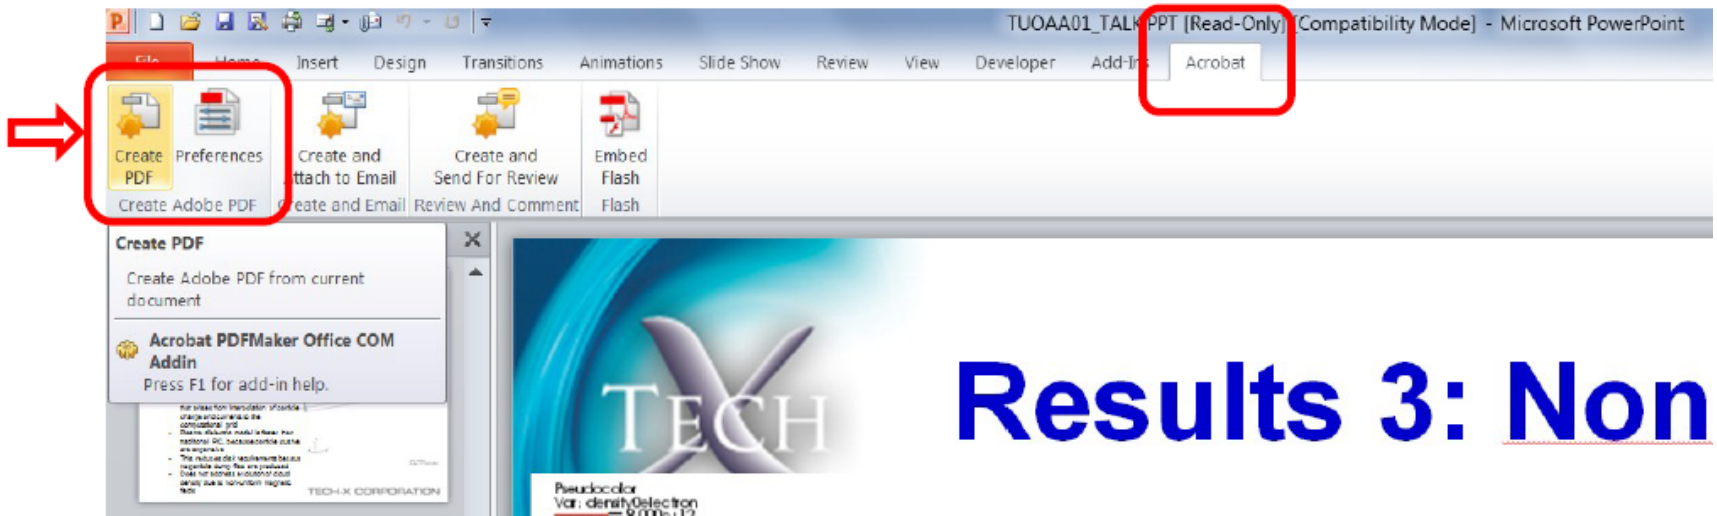 TUOAA01_TALK.PPT [Read-Only] [Compatibility Mode] - Microsoft PowerPoint
File Home Insert Design Transitions Animations Slide Show Review View Developer Add-Ins Acrobat
Create PDF
Preferences
Create and Attach to Email
Create and Send For Review
Embed Flash
Create Adobe PDF
Create and Email
Review And Comment
Flash
Create PDF
Create Adobe PDF from current
document
Acrobat PDFMaker Office COM
Addin
Press F1 for add-in help.
TECH-X CORPORATION
TECH
X
Results 3: Non
Pseudocolor
Var: density0electron